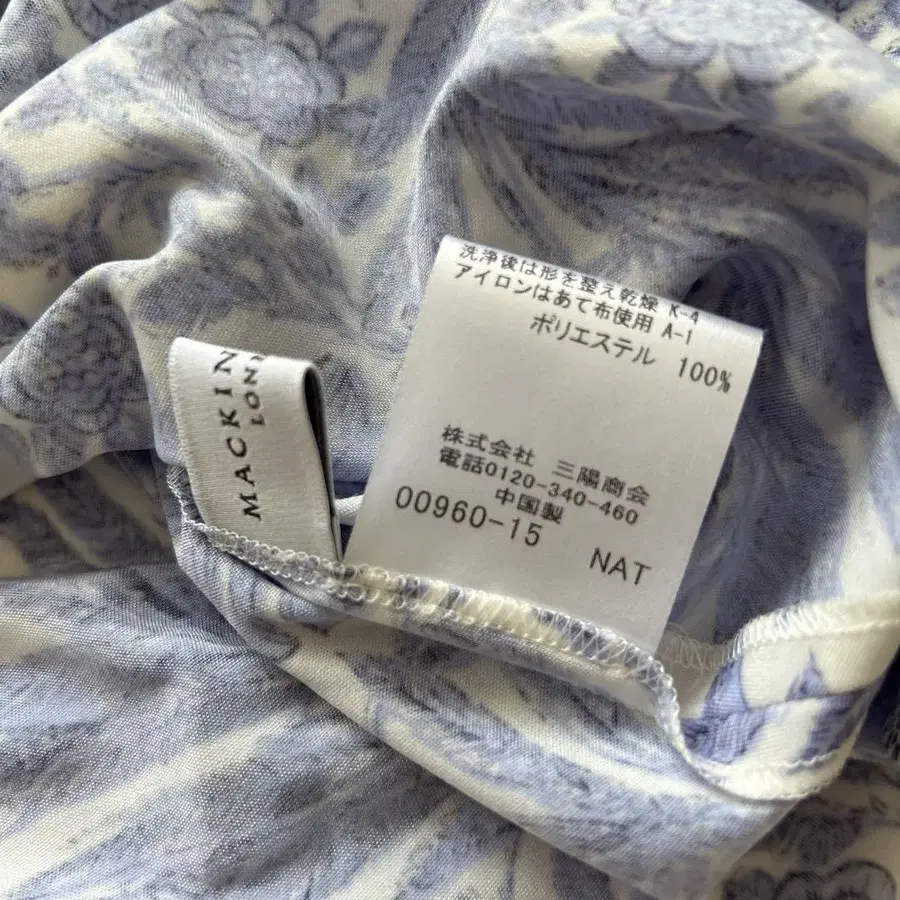 MACKIN
LON
洗浄後は形を整え乾燥 K-4
アイロンはあて布使用 A-1
ポリエステル 100%
株式会社 三陽商会
電話0120-340-460
中国製
00960-15
NAT